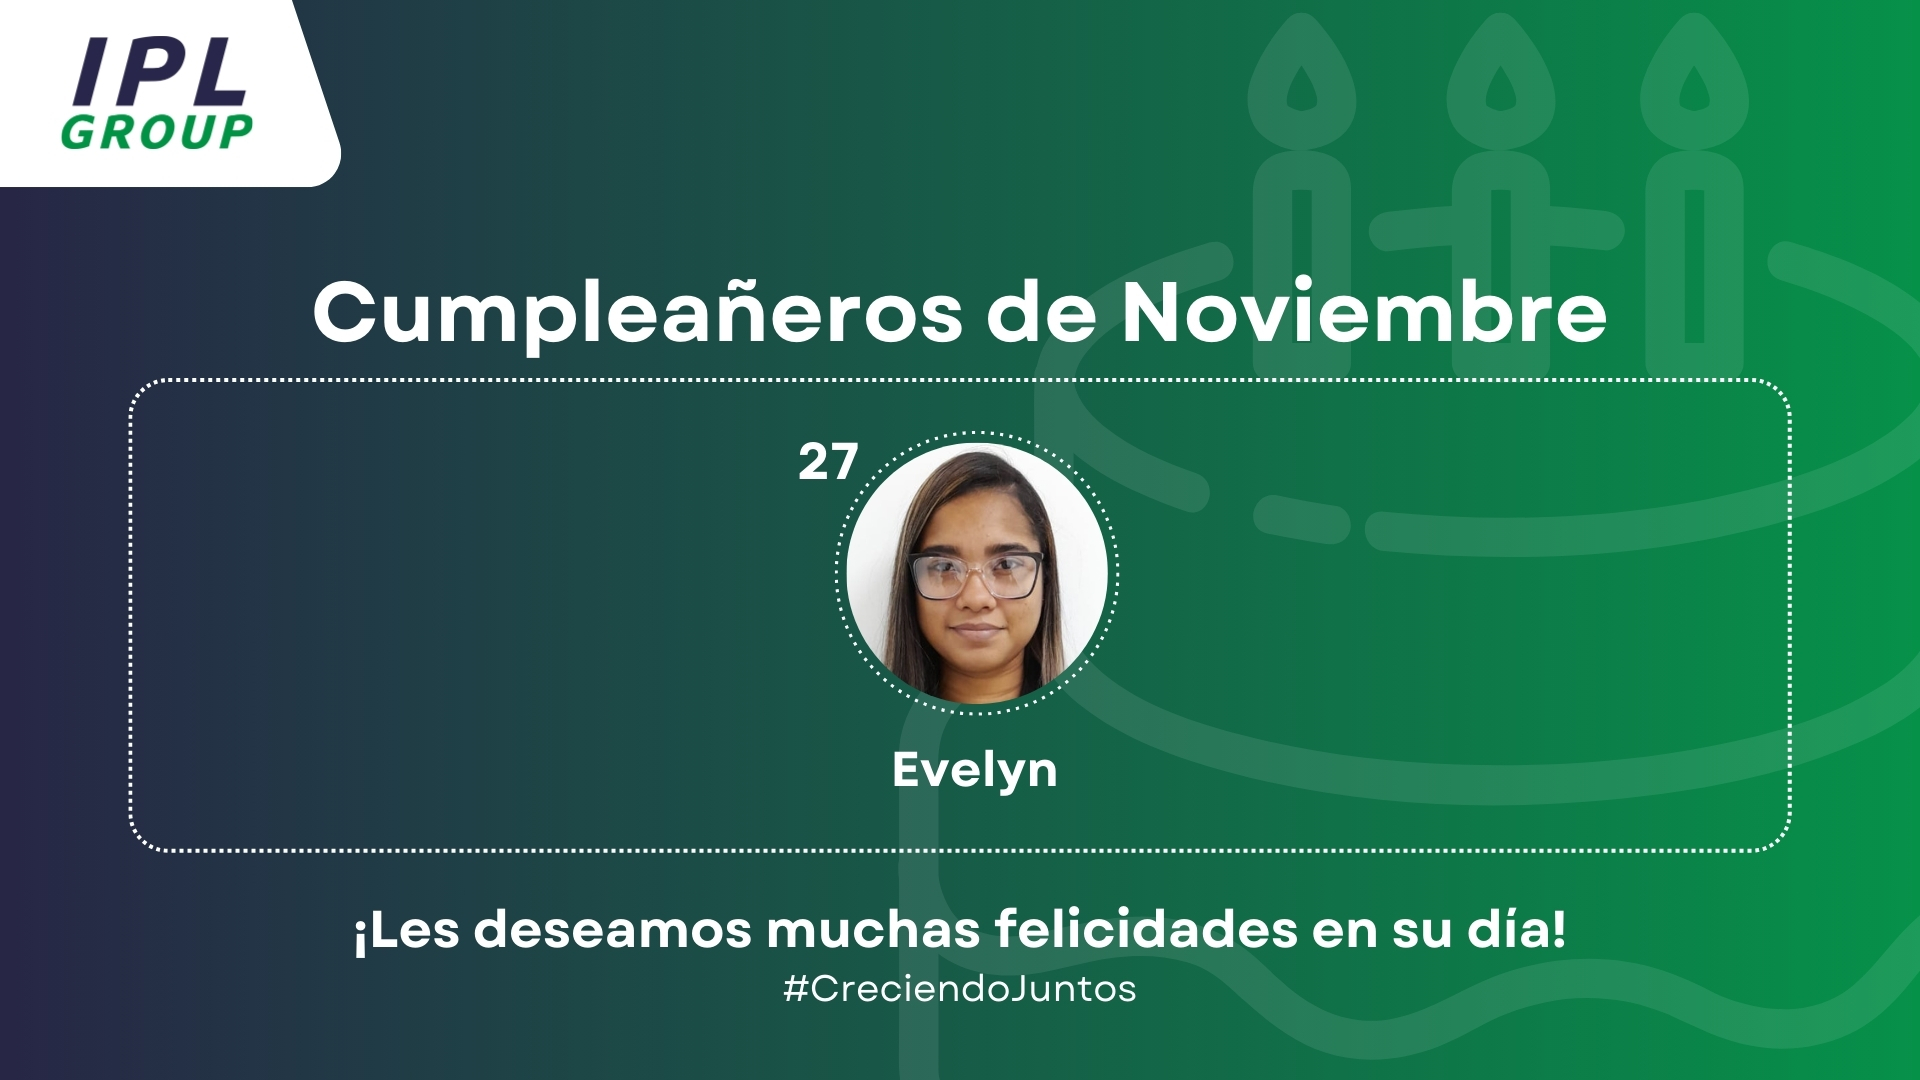 IPL
GROUP
Cumpleañeros de Noviembre
27
Evelyn
¡Les deseamos muchas felicidades en su día!
#CreciendoJuntos